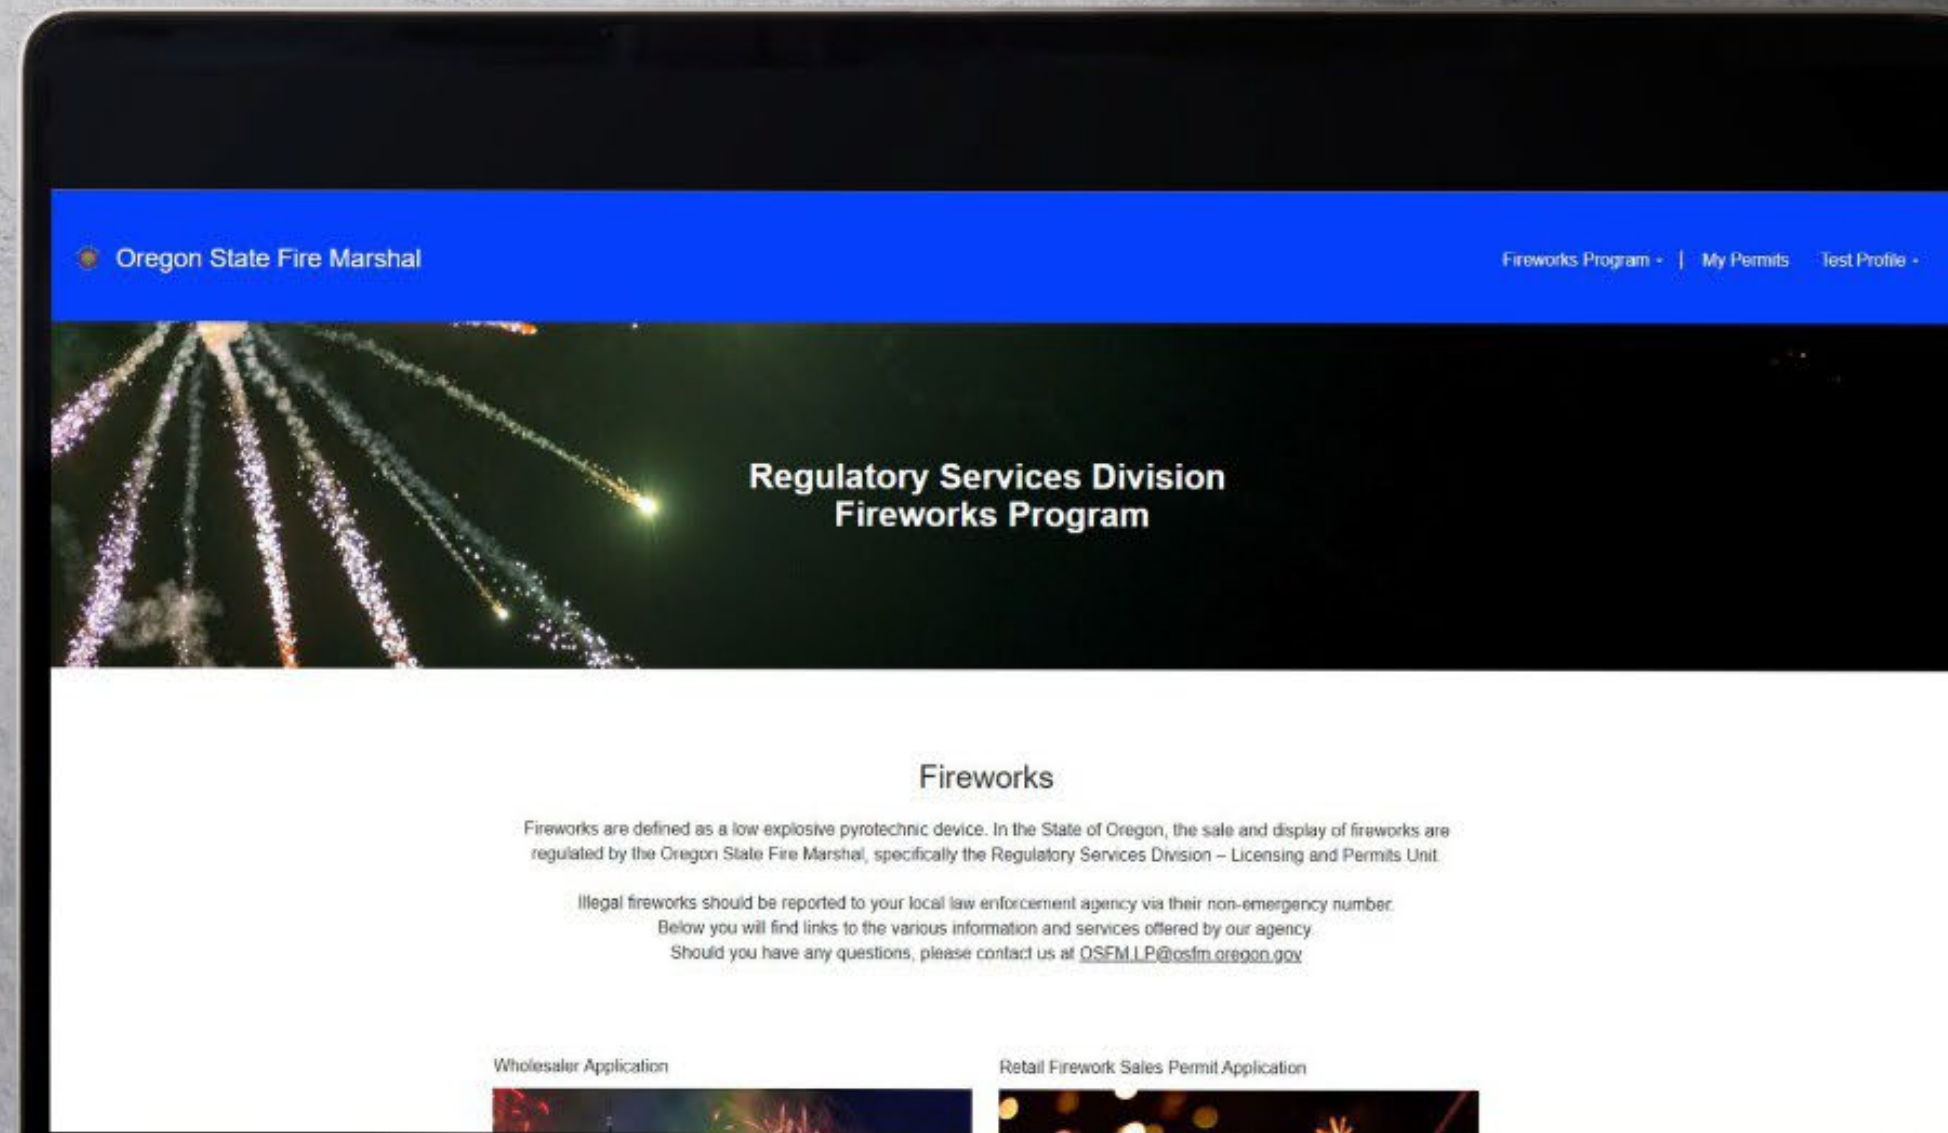 Oregon State Fire Marshal
Fireworks Program | My Permits Test Profile
Regulatory Services Division
Fireworks Program
Fireworks
Fireworks are defined as a low explosive pyrotechnic device. In the State of Oregon, the sale and display of fireworks are
regulated by the Oregon State Fire Marshal, specifically the Regulatory Services Division – Licensing and Permits Unit.
Illegal fireworks should be reported to your local law enforcement agency via their non-emergency number.
Below you will find links to the various information and services offered by our agency.
Should you have any questions, please contact us at OSFM.LP@osfm.oregon.gov
Wholesaler Application
Retail Firework Sales Permit Application